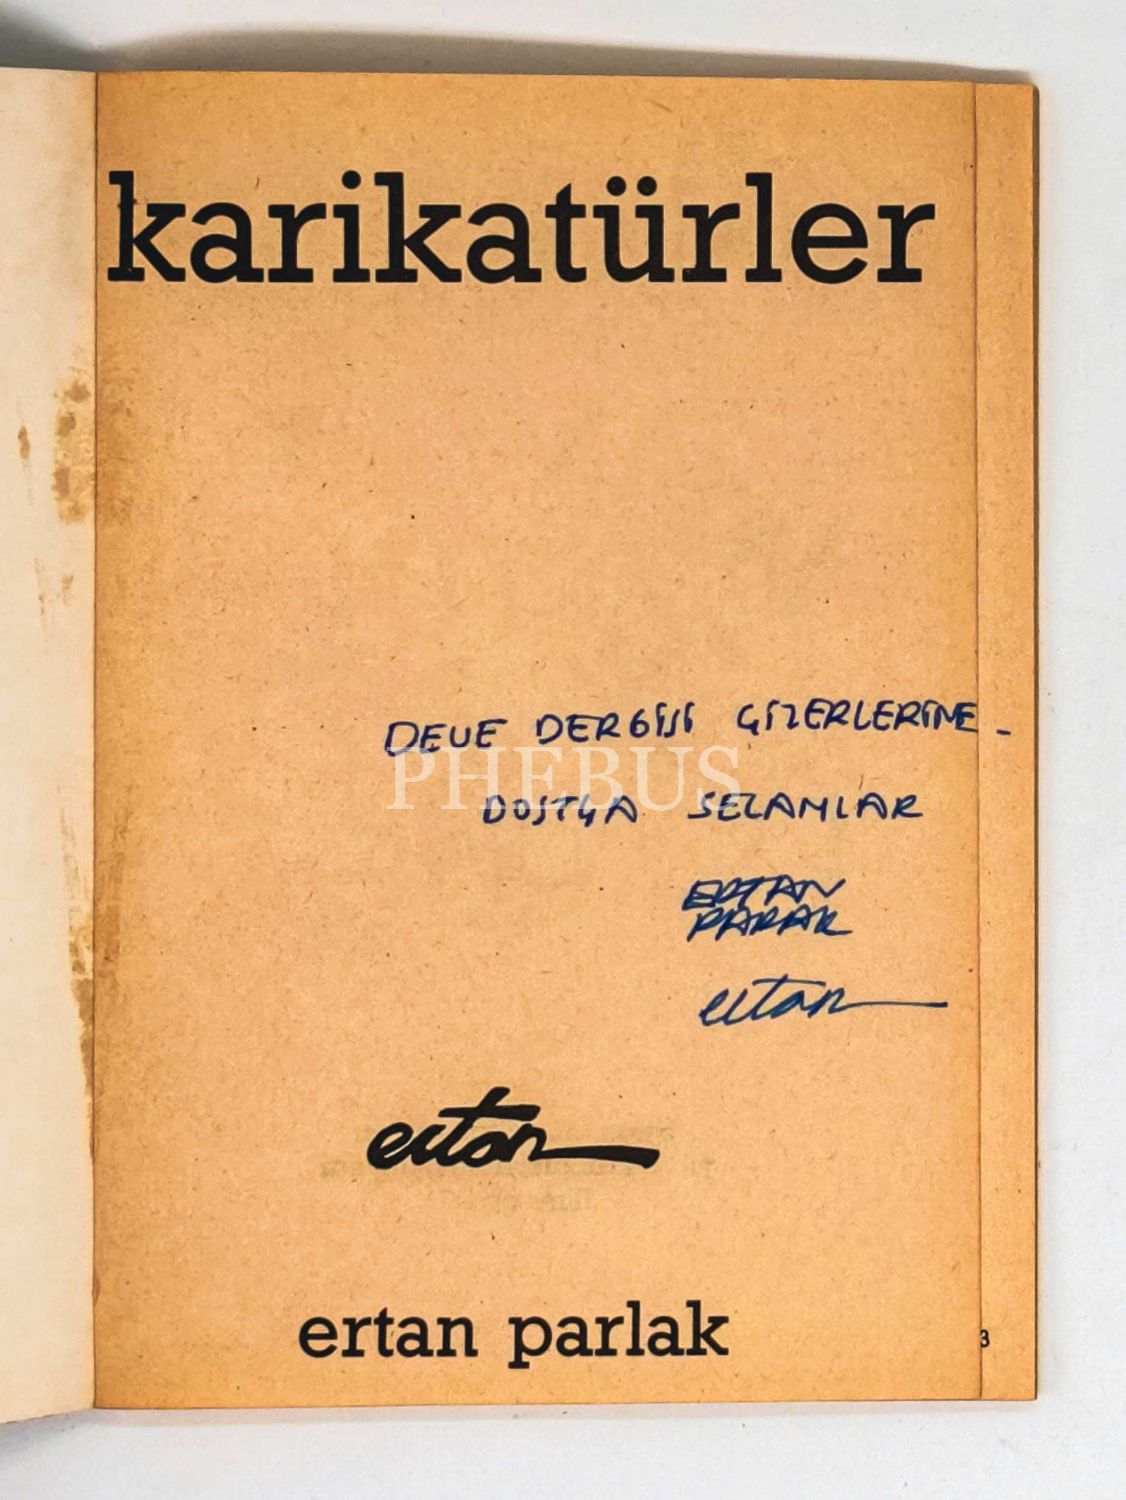 karikatürler
DEVE DERGİSİ ÇİZERLERİNE -
PHEBUS
DOSTÇA SELAMLAR
ERTAN
PARLAK
ertan
ertan
ertan parlak
3